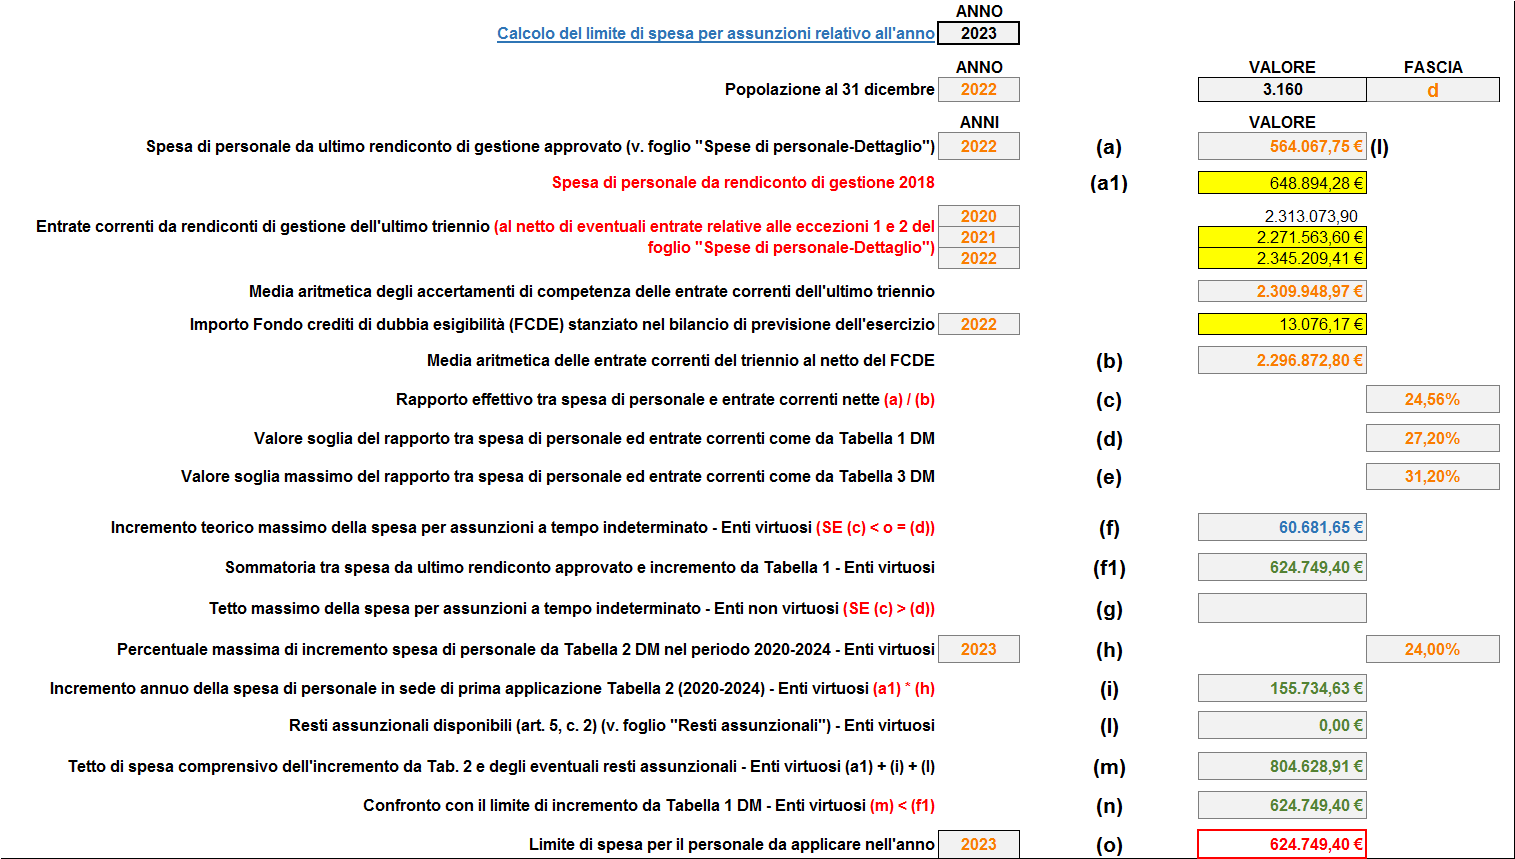 ANNO
Calcolo del limite di spesa per assunzioni relativo all'anno 2023
ANNO VALORE FASCIA
Popolazione al 31 dicembre 2022 3.160 d
ANNI VALORE
Spesa di personale da ultimo rendiconto di gestione approvato (v. foglio "Spese di personale-Dettaglio") 2022 (a) 564.067,75 € (l)
Spesa di personale da rendiconto di gestione 2018 (a1) 648.894,28 €
2020 2.313.073,90
Entrate correnti da rendiconti di gestione dell'ultimo triennio (al netto di eventuali entrate relative alle eccezioni 1 e 2 del 2021 2.271.563,60 €
foglio "Spese di personale-Dettaglio") 2022 2.345.209,41 €
Media aritmetica degli accertamenti di competenza delle entrate correnti dell'ultimo triennio 2.309.948,97 €
Importo Fondo crediti di dubbia esigibilità (FCDE) stanziato nel bilancio di previsione dell'esercizio 2022 13.076,17 €
Media aritmetica delle entrate correnti del triennio al netto del FCDE (b) 2.296.872,80 €
Rapporto effettivo tra spesa di personale e entrate correnti nette (a) / (b) (c) 24,56%
Valore soglia del rapporto tra spesa di personale ed entrate correnti come da Tabella 1 DM (d) 27,20%
Valore soglia massimo del rapporto tra spesa di personale ed entrate correnti come da Tabella 3 DM (e) 31,20%
Incremento teorico massimo della spesa per assunzioni a tempo indeterminato - Enti virtuosi (SE (c) < o = (d)) (f) 60.681,65 €
Sommatoria tra spesa da ultimo rendiconto approvato e incremento da Tabella 1 - Enti virtuosi (f1) 624.749,40 €
Tetto massimo della spesa per assunzioni a tempo indeterminato - Enti non virtuosi (SE (c) > (d)) (g)
Percentuale massima di incremento spesa di personale da Tabella 2 DM nel periodo 2020-2024 - Enti virtuosi 2023 (h) 24,00%
Incremento annuo della spesa di personale in sede di prima applicazione Tabella 2 (2020-2024) - Enti virtuosi (a1) * (h) (i) 155.734,63 €
Resti assunzionali disponibili (art. 5, c. 2) (v. foglio "Resti assunzionali") - Enti virtuosi (l) 0,00 €
Tetto di spesa comprensivo dell'incremento da Tab. 2 e degli eventuali resti assunzionali - Enti virtuosi (a1) + (i) + (l) (m) 804.628,91 €
Confronto con il limite di incremento da Tabella 1 DM - Enti virtuosi (m) < (f1) (n) 624.749,40 €
Limite di spesa per il personale da applicare nell'anno 2023 (o) 624.749,40 €